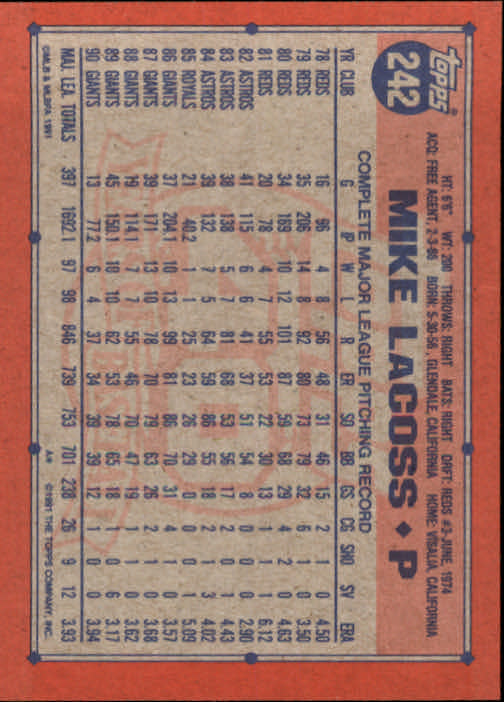 Topps®
242
HT: 6'6" WT: 200 THROWS: RIGHT BATS: RIGHT DRFT: REDS #3-JUNE, 1974
ACQ: FREE AGENT, 2-3-86 BORN: 5-30-56, GLENDALE, CALIFORNIA HOME: VISALIA, CALIFORNIA
MIKE LACOSS ◆ P
COMPLETE MAJOR LEAGUE PITCHING RECORD
YR CLUB G IP W L R ER SO BB GS CG SHO SV ERA
78 REDS 16 96 4 8 56 48 31 46 15 2 1 0 4.50
79 REDS 35 206 14 8 92 80 73 79 32 6 1 0 3.50
80 REDS 34 169 10 12 101 87 59 68 29 4 2 0 4.63
81 REDS 20 78 4 7 55 53 22 30 13 1 1 1 6.12
82 ASTROS 41 115 6 6 41 37 51 54 8 0 0 0 2.90
83 ASTROS 38 138 5 7 81 68 53 56 17 2 0 1 4.43
84 ASTROS 39 132 7 5 64 59 86 55 18 2 1 3 4.02
85 ROYALS 21 40.2 1 1 25 23 26 29 0 0 0 1 5.09
86 GIANTS 37 204.1 10 13 99 81 86 70 31 4 1 0 3.57
87 GIANTS 39 171 13 10 78 70 79 63 26 2 1 0 3.68
88 GIANTS 19 114.1 7 7 55 46 70 47 19 1 1 0 3.62
89 GIANTS 45 150.1 10 10 62 53 78 65 18 1 0 6 3.17
90 GIANTS 13 77.2 6 4 37 34 39 39 12 1 0 0 3.94
MAJ. LEA. TOTALS 397 1692.1 97 98 846 739 753 701 238 26 9 12 3.93
©MLB & MLBPA 1991 A* ©1991 THE TOPPS COMPANY, INC.